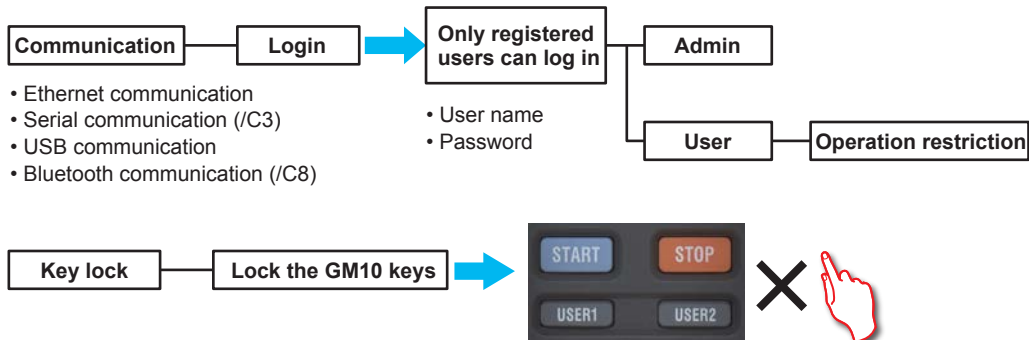 Communication
Login
Only registered
users can log in
Admin
• Ethernet communication
• Serial communication (/C3)
• USB communication
• Bluetooth communication (/C8)
• User name
• Password
User
Operation restriction
Key lock
Lock the GM10 keys
START
STOP
USER1
USER2